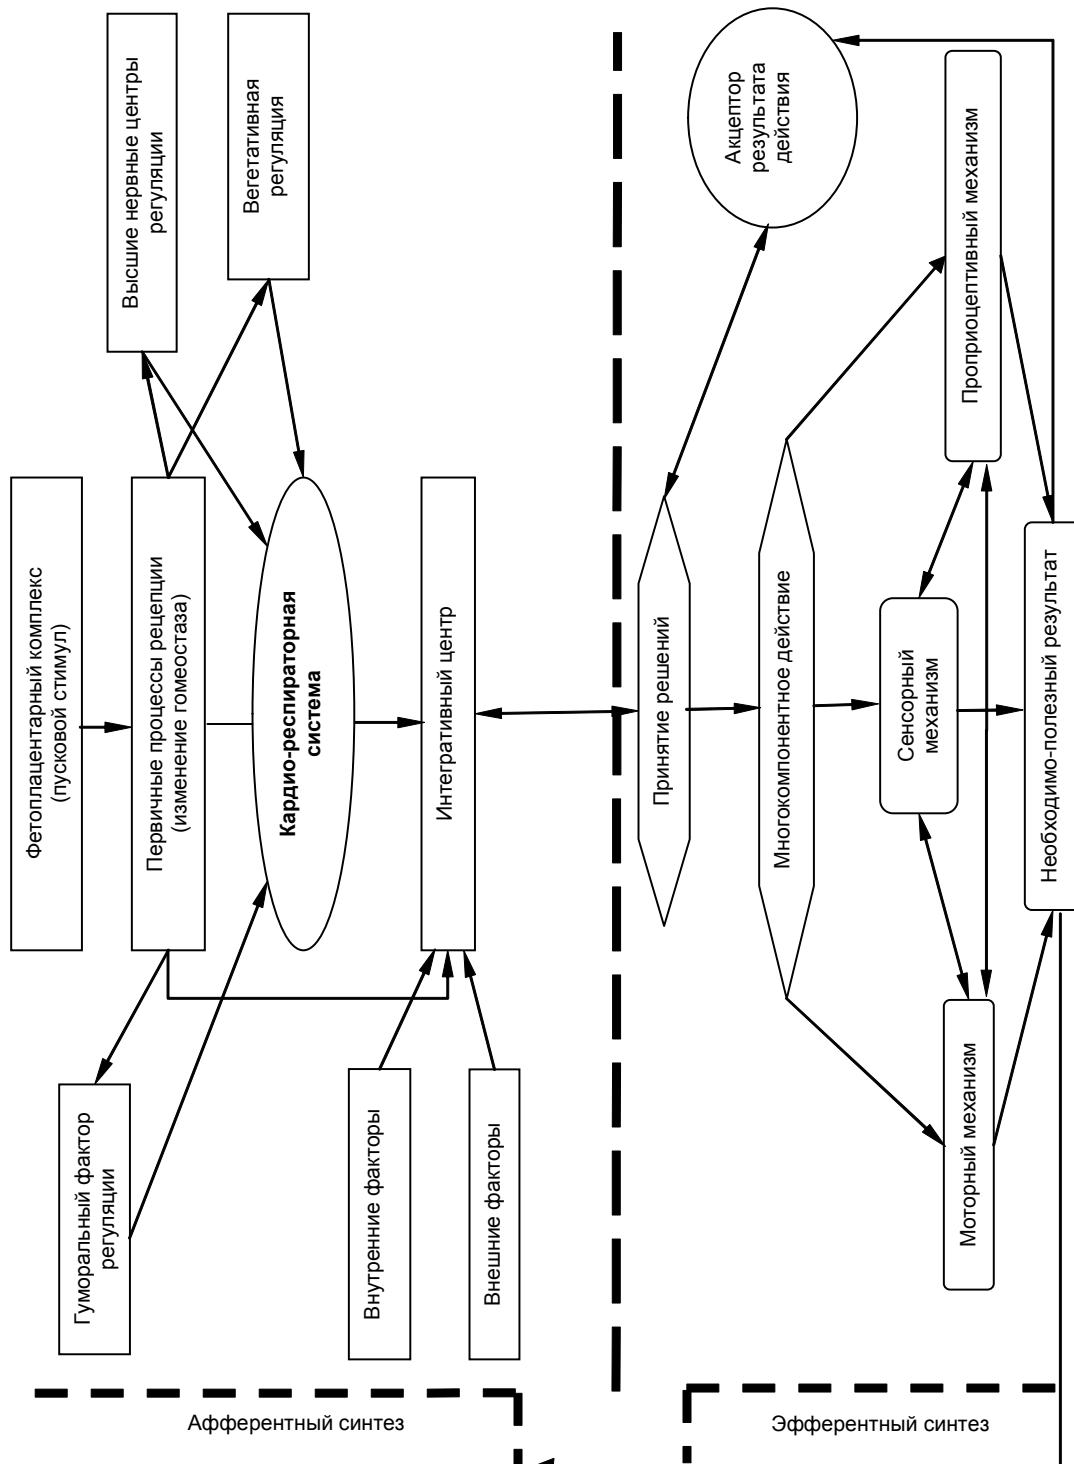 Фетоплацентарный комплекс
(пусковой стимул)
Высшие нервные центры
регуляции
Вегетативная
регуляция
Первичные процессы рецепции
(изменение гомеостаза)
Гуморальный фактор
регуляции
Кардио-респираторная
система
Интегративный центр
Внутренние факторы
Внешние факторы
Афферентный синтез
Принятие решений
Акцептор
результата
действия
Многокомпонентное действие
Сенсорный
механизм
Проприоцептивный механизм
Моторный механизм
Необходимо-полезный результат
Эфферентный синтез